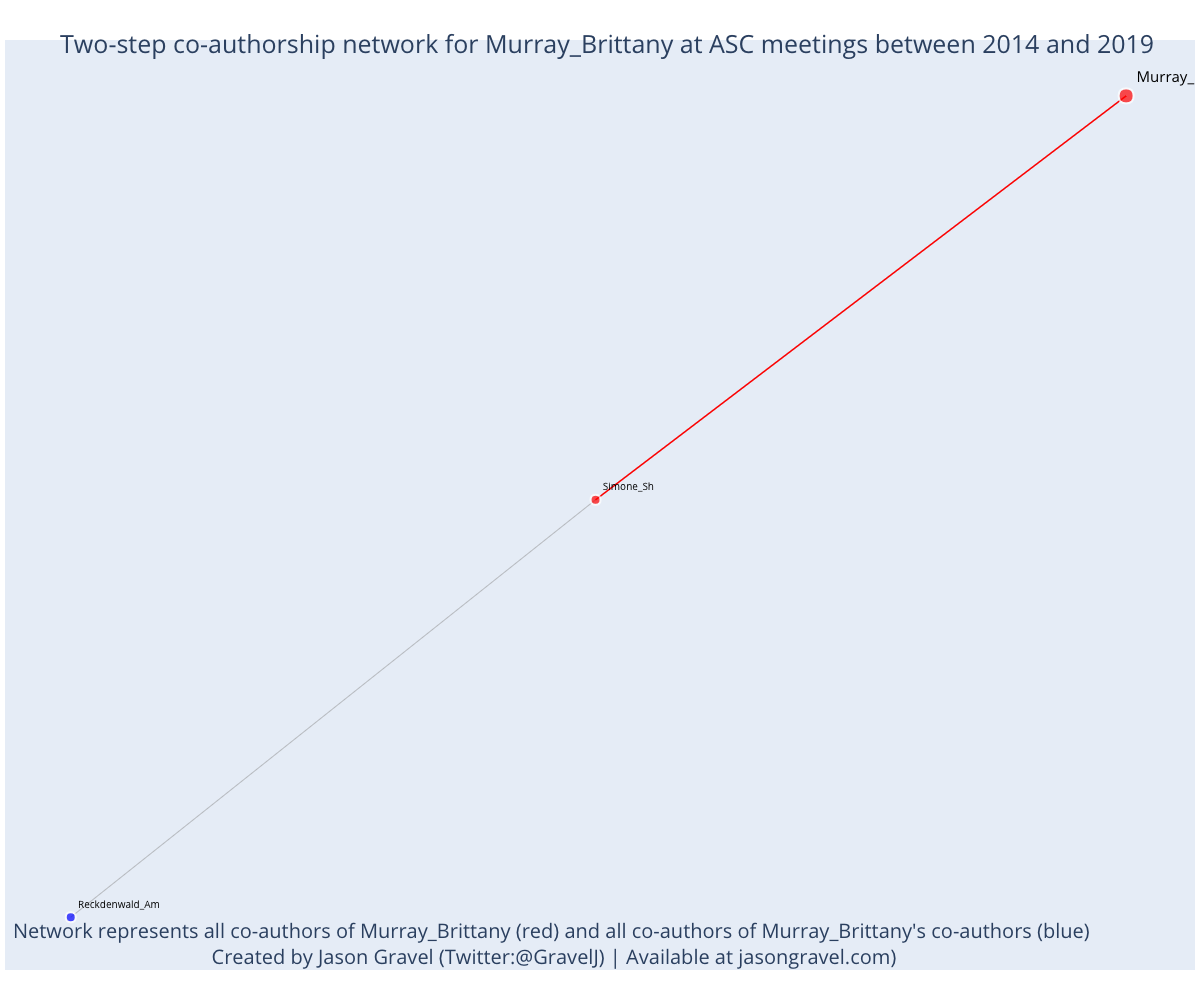 Two-step co-authorship network for Murray_Brittany at ASC meetings between 2014 and 2019
Murray_
Simone_Sh
Reckdenwald_Am
Network represents all co-authors of Murray_Brittany (red) and all co-authors of Murray_Brittany's co-authors (blue)
Created by Jason Gravel (Twitter:@GravelJ) | Available at jasongravel.com)